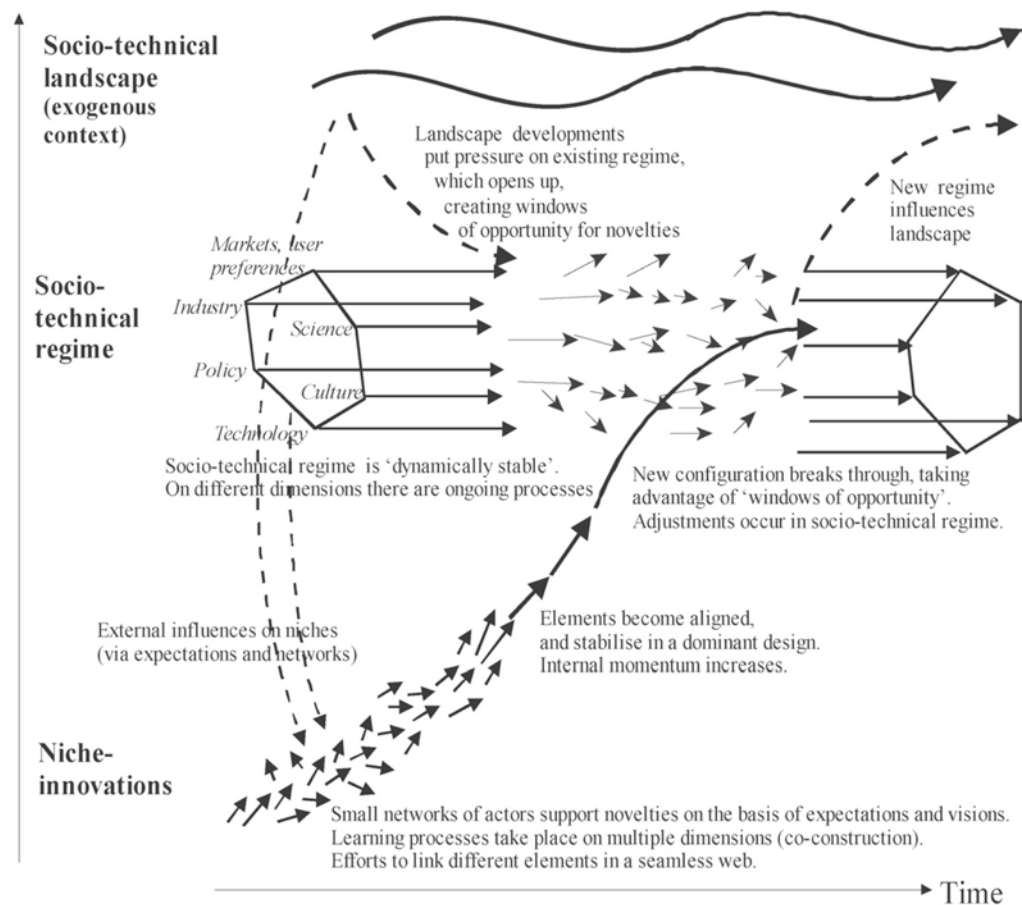 Socio-technical
landscape
(exogenous
context)
Landscape developments
put pressure on existing regime,
which opens up,
creating windows
of opportunity for novelties
New regime
influences
landscape
Markets, user
preferences
Socio-
technical
regime
Industry
Science
Policy
Culture
Technology
Socio-technical regime is ‘dynamically stable’.
On different dimensions there are ongoing processes
New configuration breaks through, taking
advantage of ‘windows of opportunity’.
Adjustments occur in socio-technical regime.
External influences on niches
(via expectations and networks)
Elements become aligned,
and stabilise in a dominant design.
Internal momentum increases.
Niche-
innovations
Small networks of actors support novelties on the basis of expectations and visions.
Learning processes take place on multiple dimensions (co-construction).
Efforts to link different elements in a seamless web.
Time